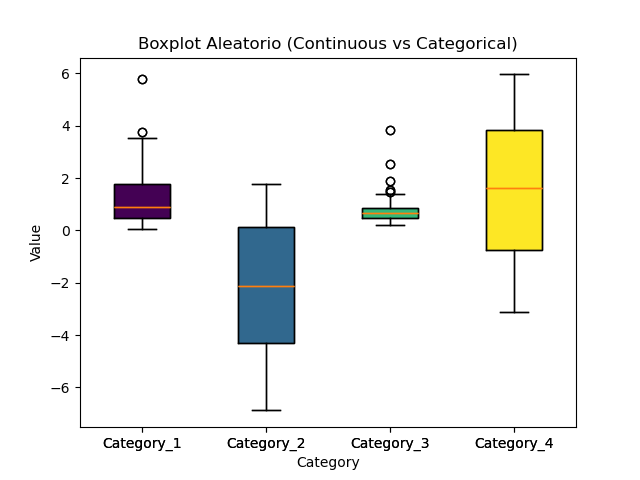 Boxplot Aleatorio (Continuous vs Categorical)
6
4
2
0
−2
−4
−6
Value
Category_1 Category_2 Category_3 Category_4
Category